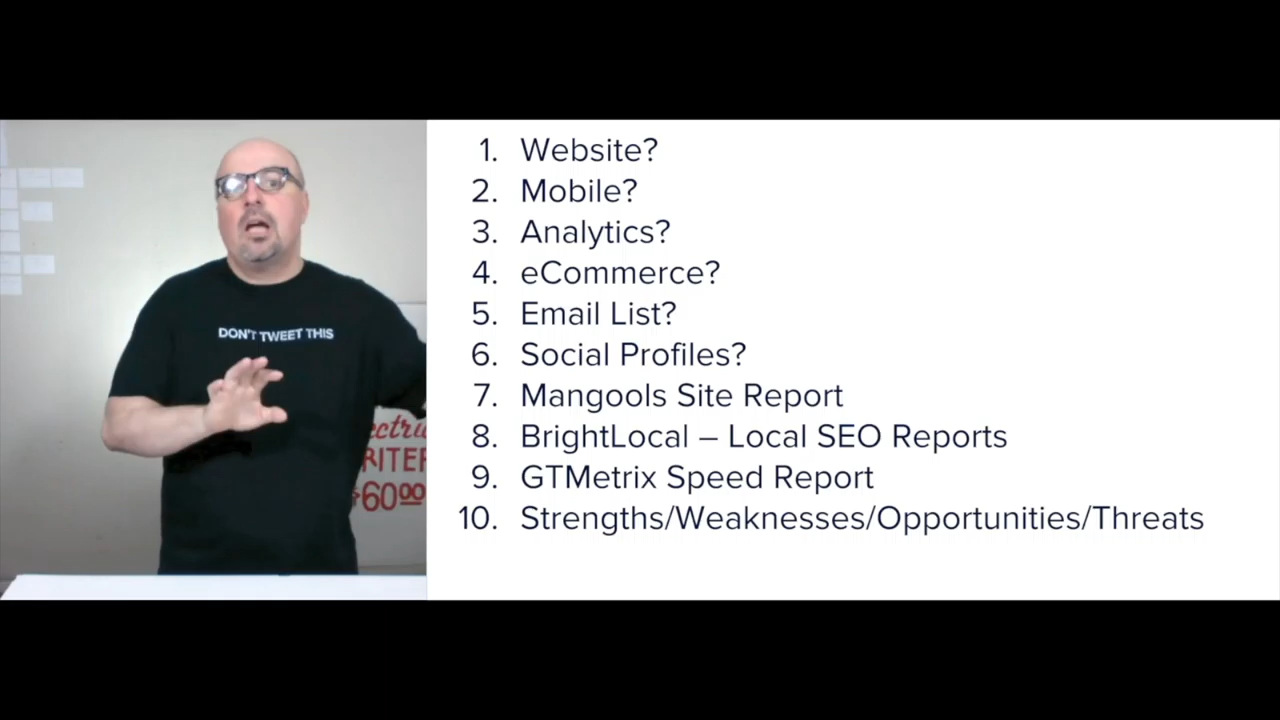 DON'T TWEET THIS
$60⁰⁰
1. Website?
2. Mobile?
3. Analytics?
4. eCommerce?
5. Email List?
6. Social Profiles?
7. Mangools Site Report
8. BrightLocal – Local SEO Reports
9. GTMetrix Speed Report
10. Strengths/Weaknesses/Opportunities/Threats